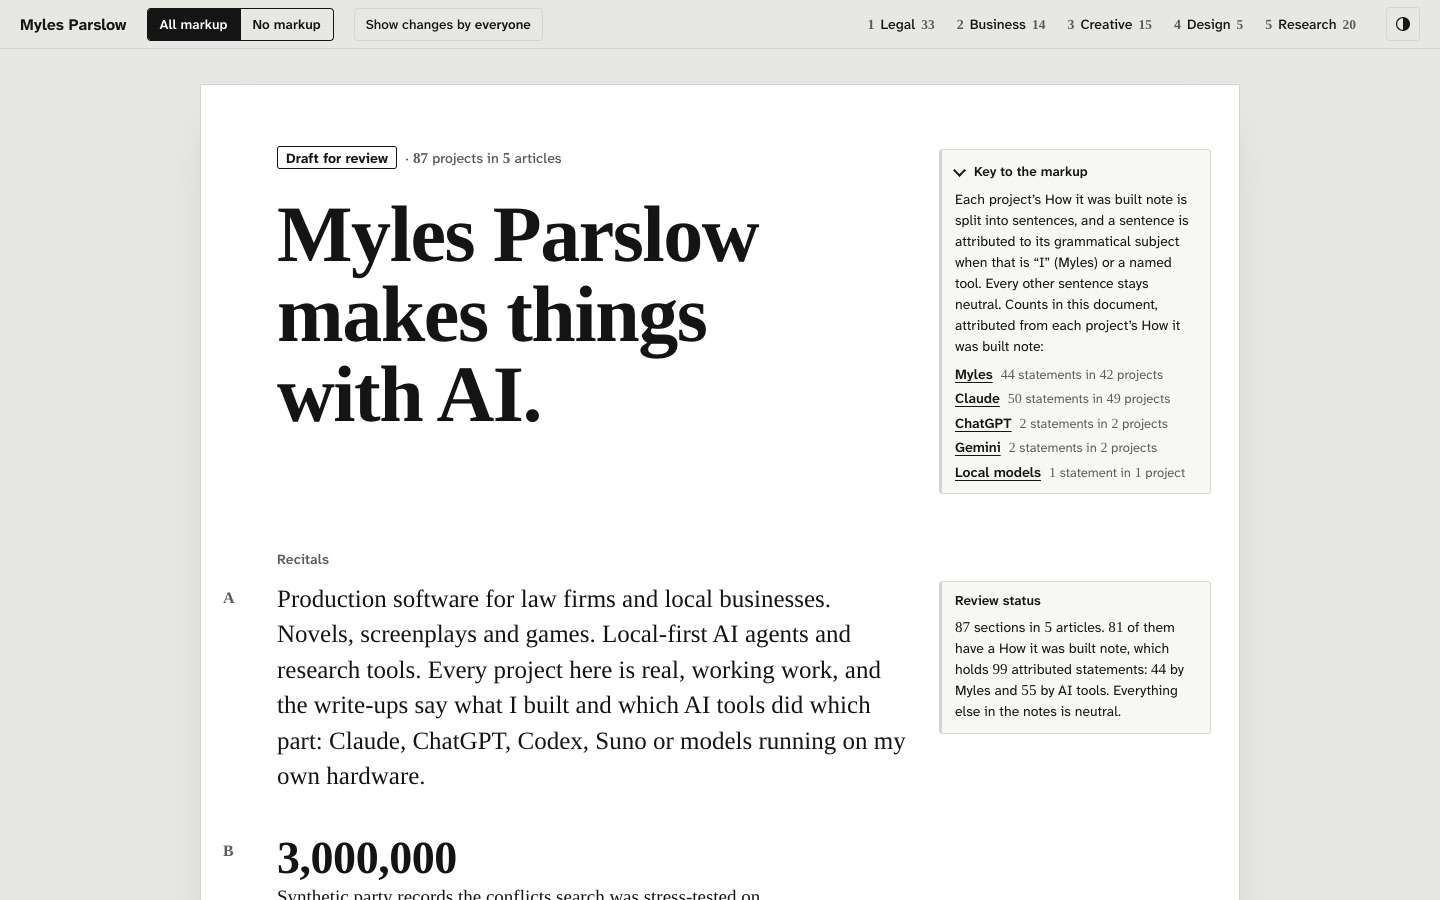 Myles Parslow
All markup
No markup
Show changes by everyone
1 Legal 33
2 Business 14
3 Creative 15
4 Design 5
5 Research 20
Draft for review · 87 projects in 5 articles
Myles Parslow
makes things
with AI.
Key to the markup
Each project’s How it was built note is
split into sentences, and a sentence is
attributed to its grammatical subject
when that is “I” (Myles) or a named
tool. Every other sentence stays
neutral. Counts in this document,
attributed from each project’s How it
was built note:
Myles 44 statements in 42 projects
Claude 50 statements in 49 projects
ChatGPT 2 statements in 2 projects
Gemini 2 statements in 2 projects
Local models 1 statement in 1 project
Recitals
A
Production software for law firms and local businesses.
Novels, screenplays and games. Local-first AI agents and
research tools. Every project here is real, working work, and
the write-ups say what I built and which AI tools did which
part: Claude, ChatGPT, Codex, Suno or models running on my
own hardware.
Review status
87 sections in 5 articles. 81 of them
have a How it was built note, which
holds 99 attributed statements: 44 by
Myles and 55 by AI tools. Everything
else in the notes is neutral.
B
3,000,000
Synthetic party records the conflicts search was stress-tested on